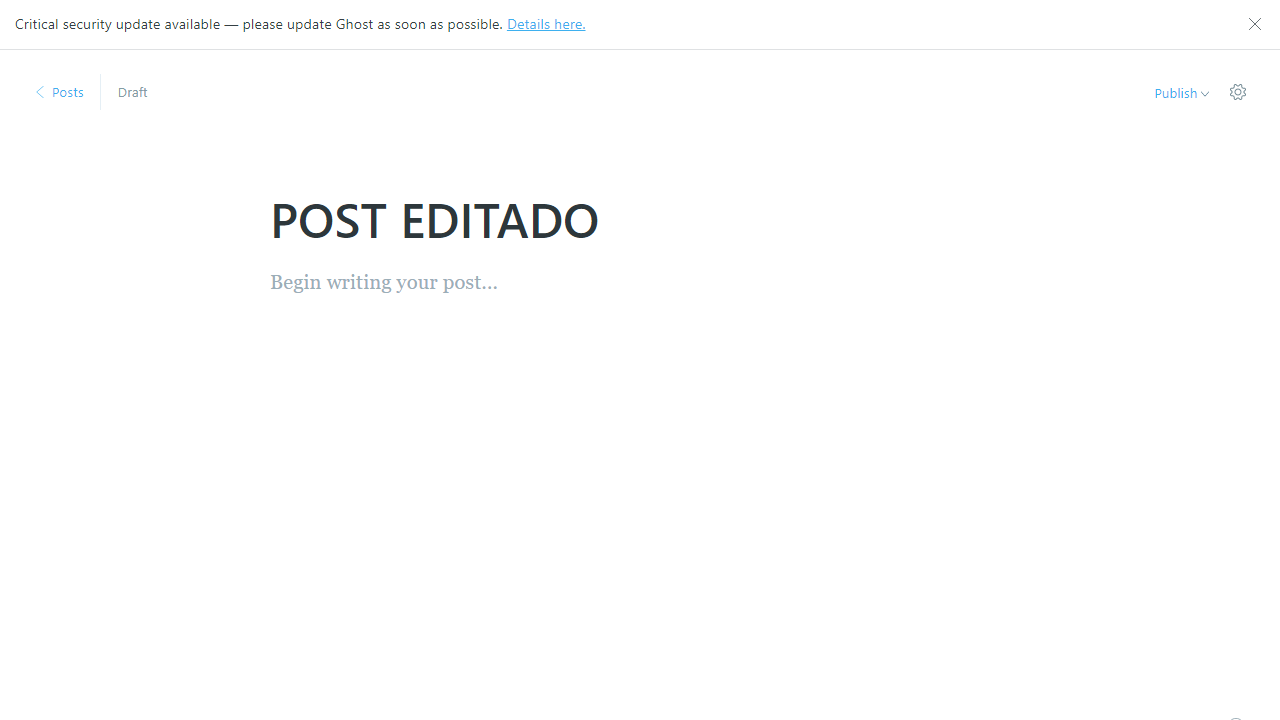 Critical security update available — please update Ghost as soon as possible. Details here.
Posts
Draft
Publish
POST EDITADO
Begin writing your post...